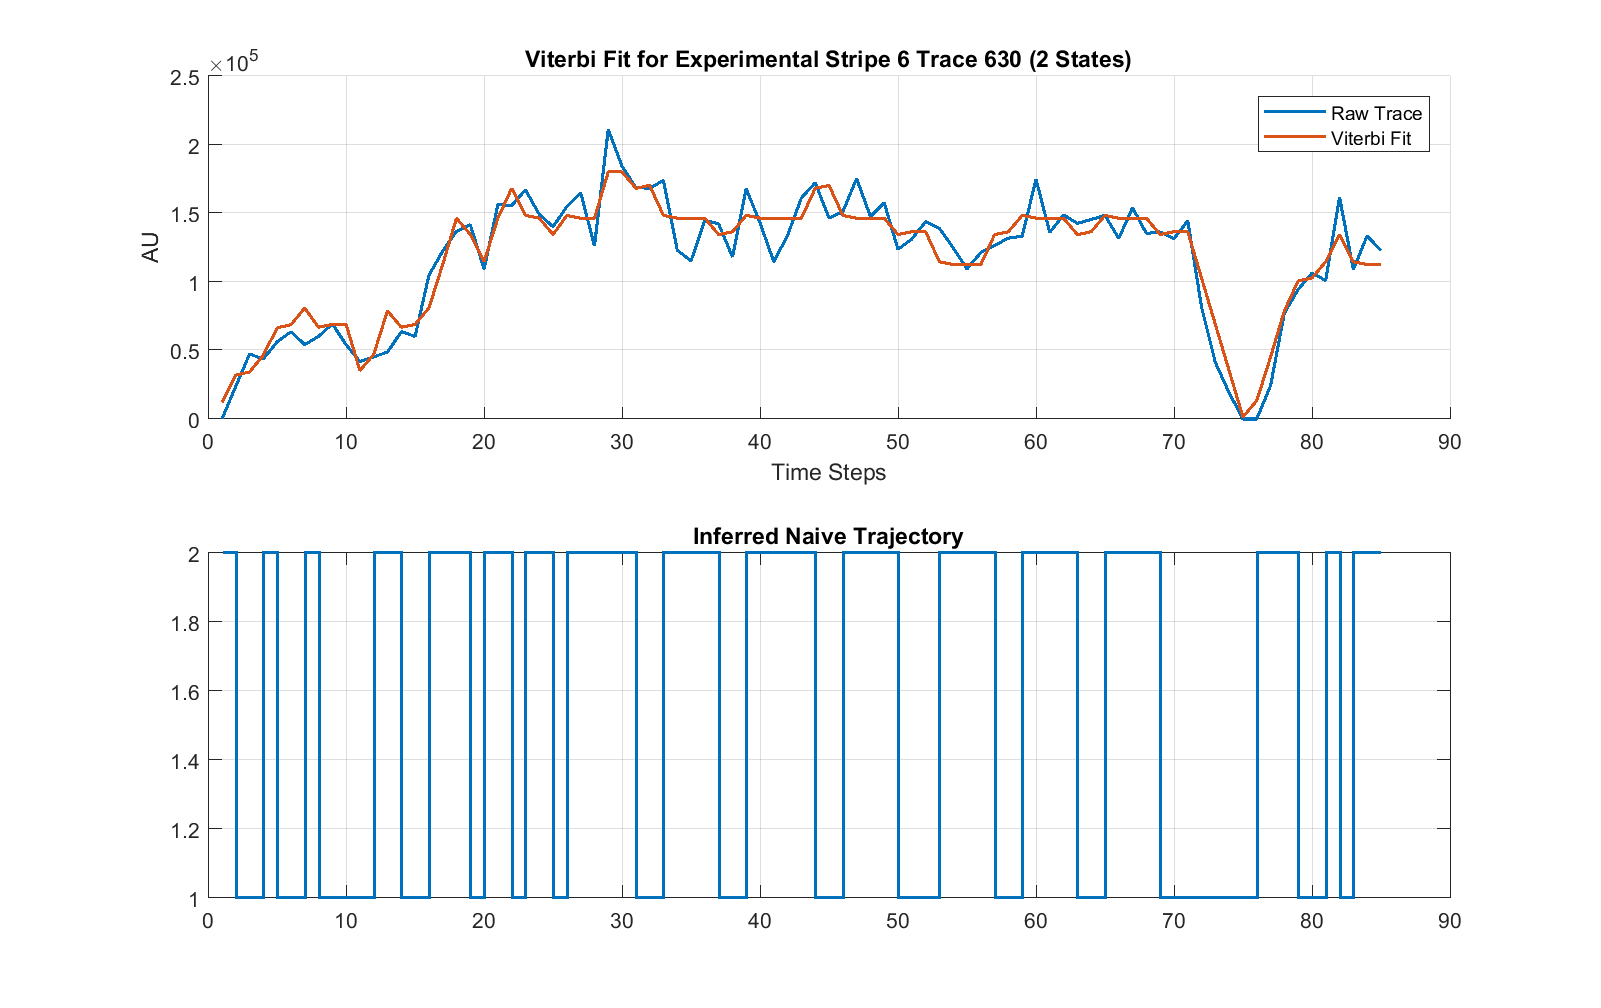 Viterbi Fit for Experimental Stripe 6 Trace 630 (2 States)
×10^5
2.5
2
1.5
1
0.5
0
AU
Raw Trace
Viterbi Fit
0 10 20 30 40 50 60 70 80 90
Time Steps
Inferred Naive Trajectory
2
1.8
1.6
1.4
1.2
1
0 10 20 30 40 50 60 70 80 90